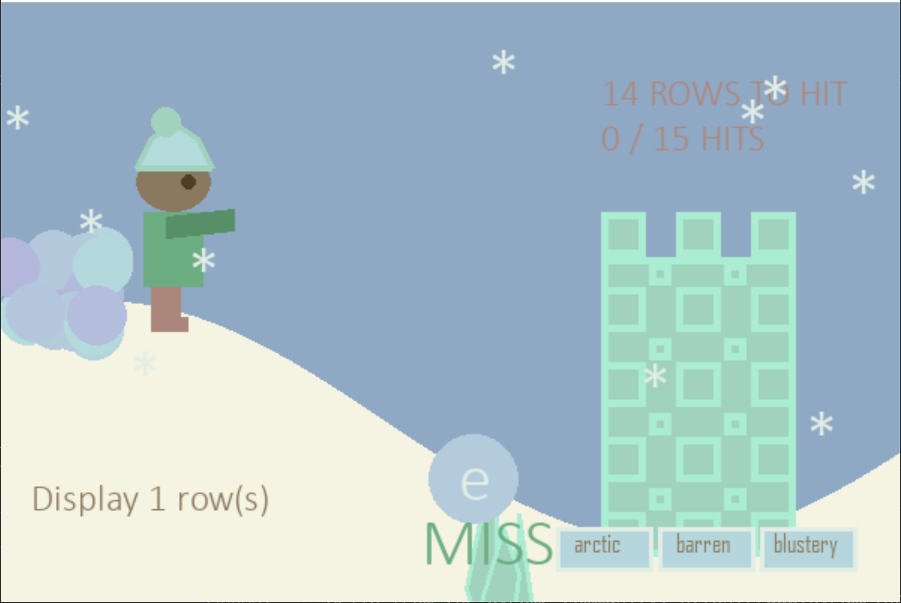 14 ROWS TO HIT
0 / 15 HITS
Display 1 row(s)
e
MISS
arctic
barren
blustery